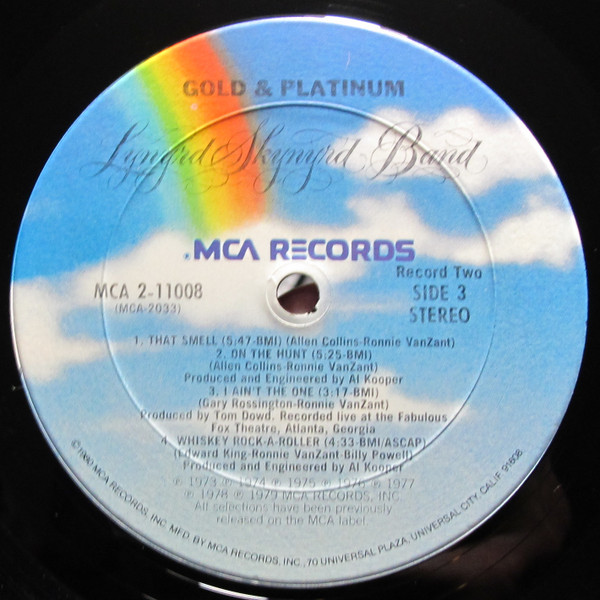 GOLD & PLATINUM
Lynyrd Skynyrd Band
MCA RECORDS
Record Two
MCA 2-11008
SIDE 3
(MCA-2033)
STEREO
1. THAT SMELL (5:47-BMI) (Allen Collins-Ronnie VanZant)
2. ON THE HUNT (5:25-BMI)
(Allen Collins-Ronnie VanZant)
Produced and Engineered by Al Kooper
3. I AIN'T THE ONE (3:17-BMI)
(Gary Rossington-Ronnie VanZant)
Produced by Tom Dowd. Recorded live at the Fabulous
Fox Theatre, Atlanta, Georgia
4. WHISKEY ROCK-A-ROLLER (4:33-BMI/ASCAP)
(Edward King-Ronnie VanZant-Billy Powell)
Produced and Engineered by Al Kooper
℗ 1973 ℗ 1974 ℗ 1975 ℗ 1976 ℗ 1977
℗ 1978 ℗ 1979 MCA RECORDS, INC.
All selections have been previously
released on the MCA label
©1980 MCA RECORDS, INC. MFD. BY MCA RECORDS, INC., 70 UNIVERSAL PLAZA, UNIVERSAL CITY, CALIF. 91608